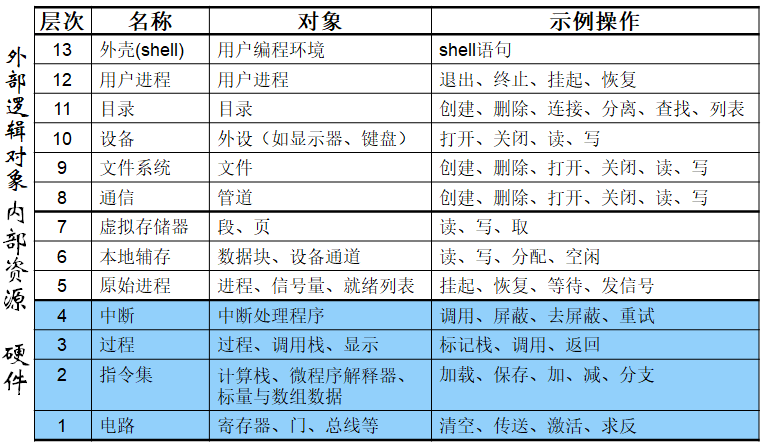 层次 名称 对象 示例操作
13 外壳(shell) 用户编程环境 shell语句
12 用户进程 用户进程 退出、终止、挂起、恢复
11 目录 目录 创建、删除、连接、分离、查找、列表
10 设备 外设（如显示器、键盘） 打开、关闭、读、写
9 文件系统 文件 创建、删除、打开、关闭、读、写
8 通信 管道 创建、删除、打开、关闭、读、写
7 虚拟存储器 段、页 读、写、取
6 本地辅存 数据块、设备通道 读、写、分配、空闲
5 原始进程 进程、信号量、就绪列表 挂起、恢复、等待、发信号
4 中断 中断处理程序 调用、屏蔽、去屏蔽、重试
3 过程 过程、调用栈、显示 标记栈、调用、返回
2 指令集 计算栈、微程序解释器、 加载、保存、加、减、分支
标量与数组数据
1 电路 寄存器、门、总线等 清空、传送、激活、求反
外部逻辑对象
内部资源
硬件